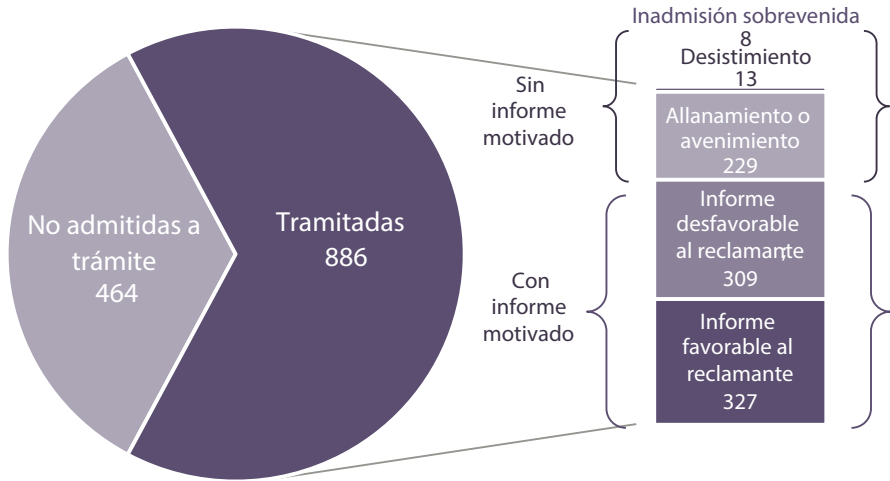 No admitidas a
trámite
464
Tramitadas
886
Inadmisión sobrevenida
8
Desistimiento
13
Sin
informe
motivado
Allanamiento o
avenimiento
229
Con
informe
motivado
Informe
desfavorable
al reclamante;
309
Informe
favorable al
reclamante
327